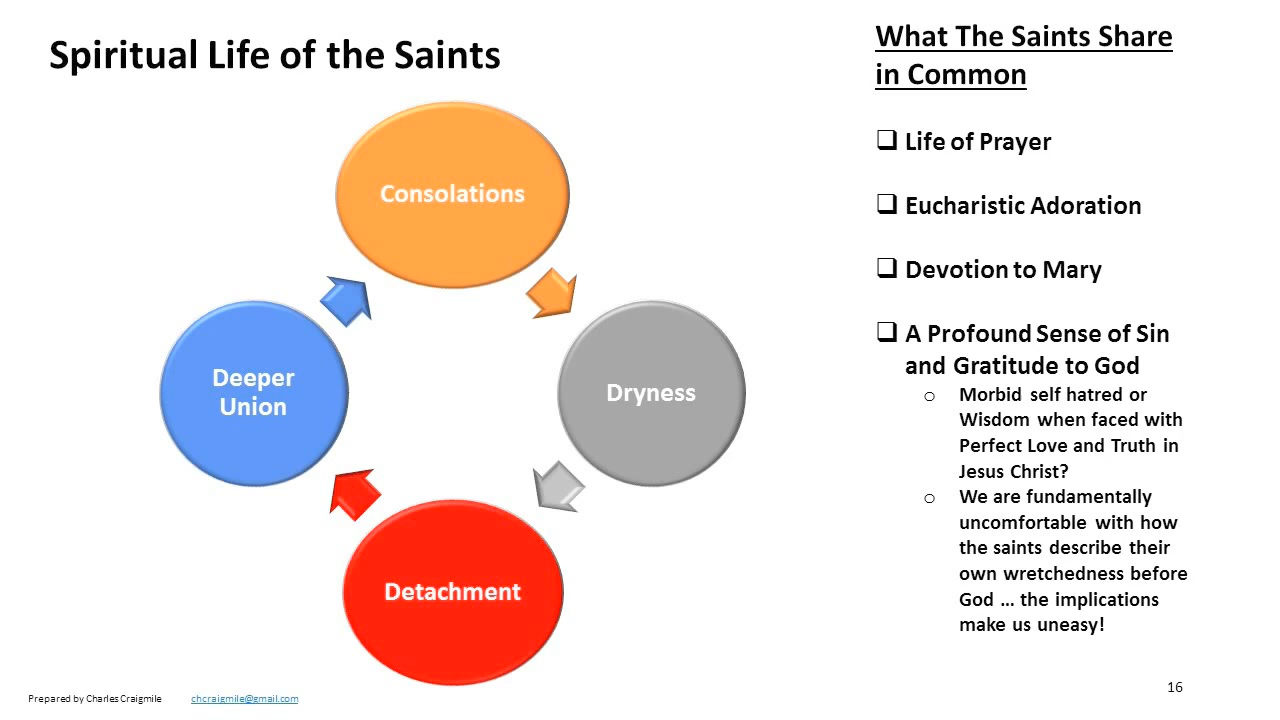 Spiritual Life of the Saints
Consolations
Dryness
Detachment
Deeper
Union
What The Saints Share
in Common
❑ Life of Prayer
❑ Eucharistic Adoration
❑ Devotion to Mary
❑ A Profound Sense of Sin
and Gratitude to God
o Morbid self hatred or
Wisdom when faced with
Perfect Love and Truth in
Jesus Christ?
o We are fundamentally
uncomfortable with how
the saints describe their
own wretchedness before
God … the implications
make us uneasy!
Prepared by Charles Craigmile chcraigmile@gmail.com
16